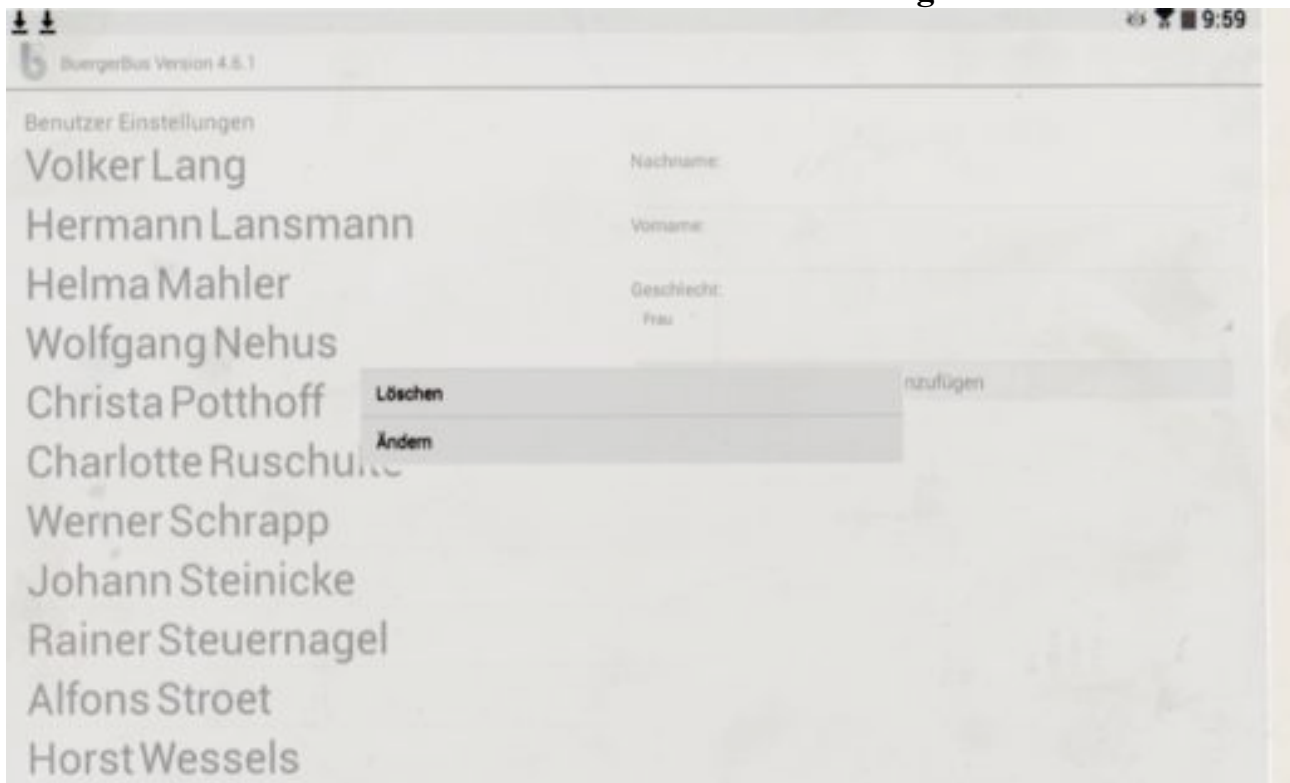 9:59
BuergerBus Version 4.6.1
Benutzer Einstellungen
Volker Lang
Hermann Lansmann
Helma Mahler
Wolfgang Nehus
Christa Potthoff
Charlotte
Werner Schrapp
Johann Steinicke
Rainer Steuernagel
Alfons Stroet
Horst Wessels
Nachname:
Vorname:
Geschlecht:
Frau
nzufügen
Löschen
Ändern